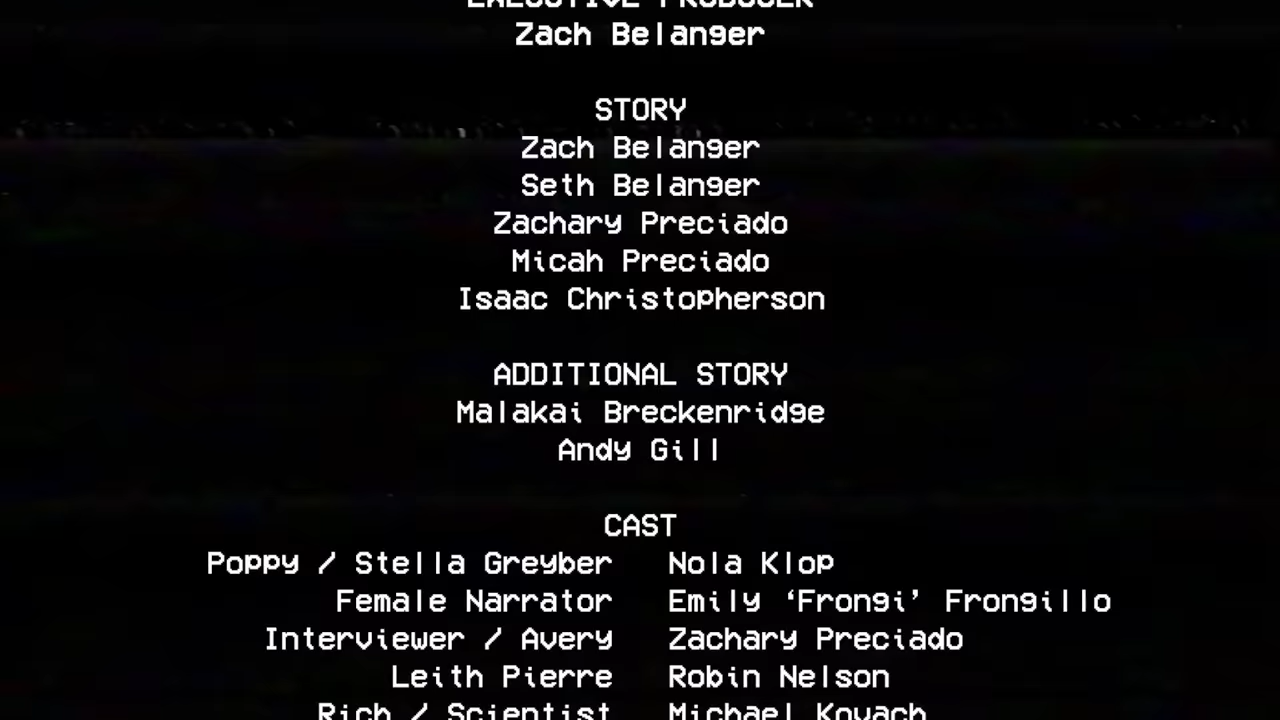 EXECUTIVE PRODUCER
Zach Belanger
STORY
Zach Belanger
Seth Belanger
Zachary Preciado
Micah Preciado
Isaac Christopherson
ADDITIONAL STORY
Malakai Breckenridge
Andy Gill
CAST
Poppy / Stella Greyber Nola Klop
Female Narrator Emily ‘Frongi’ Frongillo
Interviewer / Avery Zachary Preciado
Leith Pierre Robin Nelson
Rich / Scientist Michael Kovach